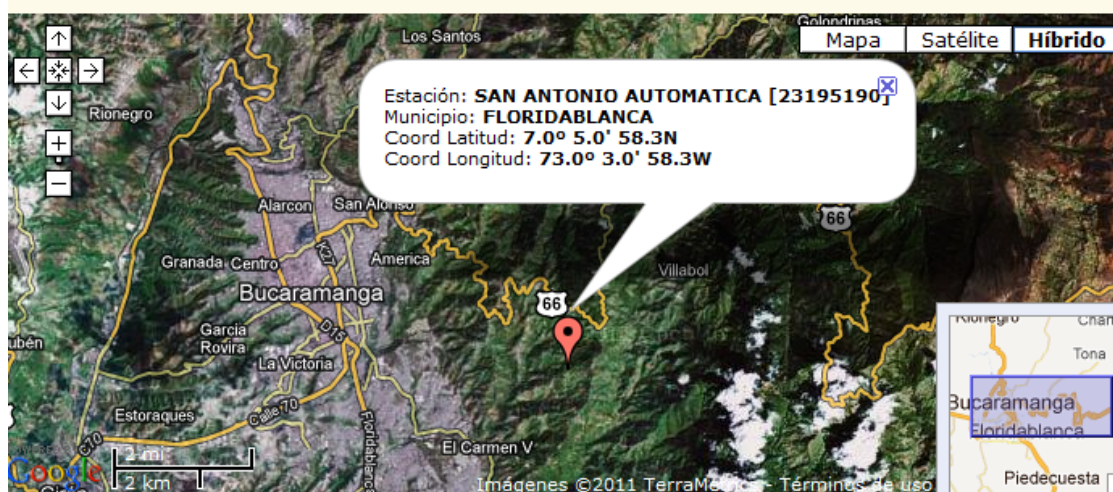 Golondrinas
Los Santos
Mapa Satélite Híbrido
Estación: SAN ANTONIO AUTOMATICA [23195190]
Municipio: FLORIDABLANCA
Coord Latitud: 7.0º 5.0' 58.3N
Coord Longitud: 73.0º 3.0' 58.3W
Rionegro
Alarcon
San Alonso
66
K27
Granada
Centro
America
Villabol
Bucaramanga
66
D15
Garcia
Rovira
La Victoria
Estoraques
Calle 70
C70
El Carmen V
2 mi
2 km
Google
Imágenes ©2011 TerraMetrics - Términos de uso
Rionegro
Tona
Bucaramanga
Floridablanca
Piedecuesta